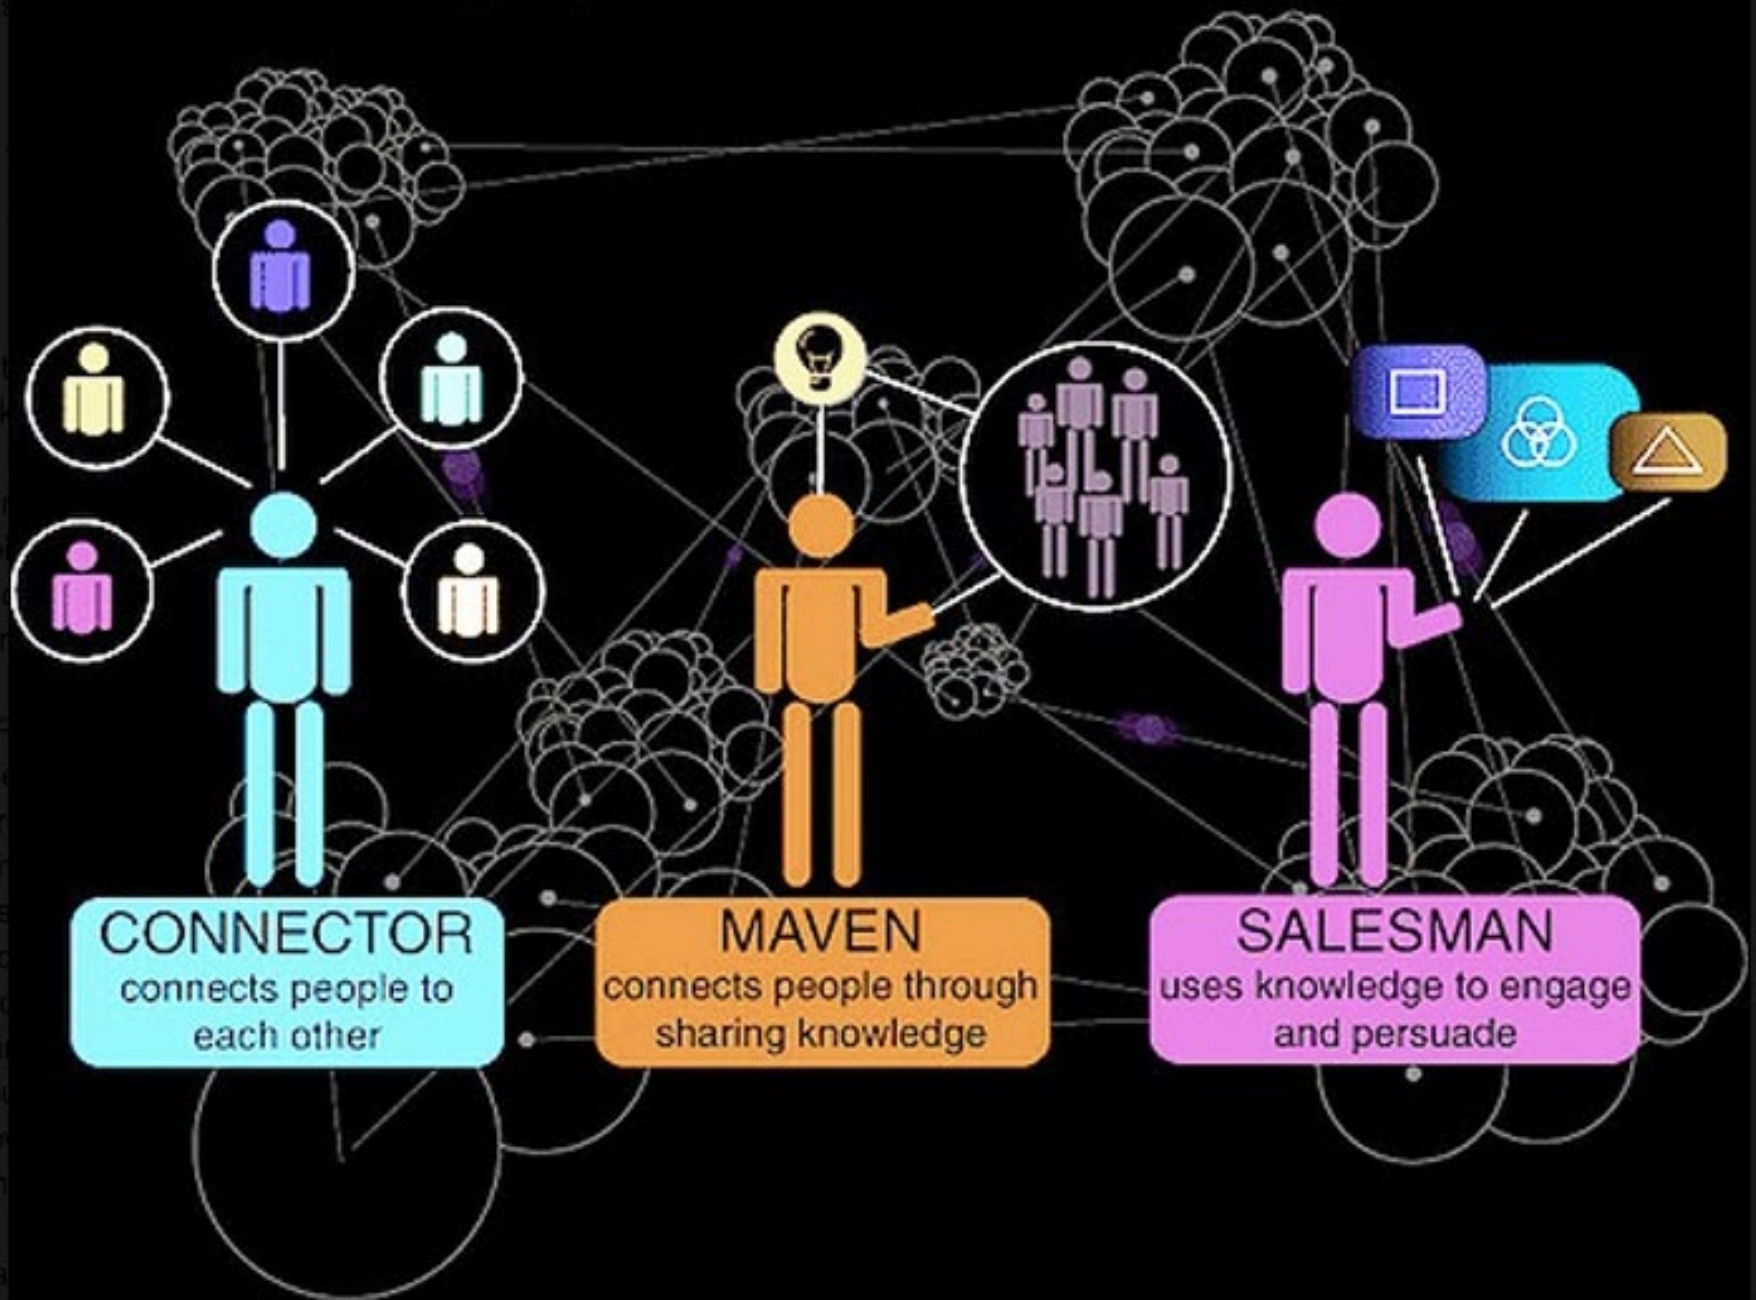 CONNECTOR
connects people to
each other
MAVEN
connects people through
sharing knowledge
SALESMAN
uses knowledge to engage
and persuade